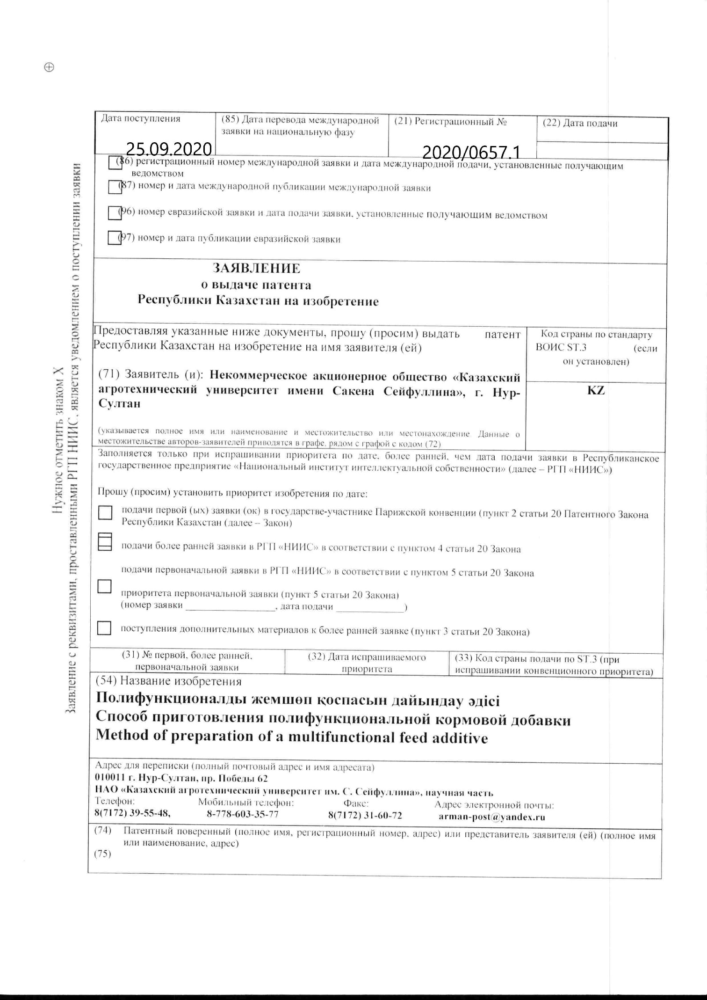 Дата поступления
25.09.2020
(85) Дата перевода международной
заявки на национальную фазу
(21) Регистрационный №
2020/0657.1
(22) Дата подачи
(86) регистрационный номер международной заявки и дата международной подачи, установленные получающим
ведомством
(87) номер и дата международной публикации международной заявки
(96) номер евразийской заявки и дата подачи заявки, установленные получающим ведомством
(97) номер и дата публикации евразийской заявки
ЗАЯВЛЕНИЕ
о выдаче патента
Республики Казахстан на изобретение
Предоставляя указанные ниже документы, прошу (просим) выдать патент
Республики Казахстан на изобретение на имя заявителя (ей)
(71) Заявитель (и): Некоммерческое акционерное общество «Казахский
агротехнический университет имени Сакена Сейфуллина», г. Нур-
Султан
(указывается полное имя или наименование и местожительство или местонахождение. Данные о
местожительстве авторов-заявителей приводятся в графе, рядом с графой с кодом (72)
Код страны по стандарту
ВОИС ST.3 (если
он установлен)
KZ
Заполняется только при испрашивании приоритета по дате, более ранней, чем дата подачи заявки в Республиканское
государственное предприятие «Национальный институт интеллектуальной собственности» (далее – РГП «НИИС»)
Прошу (просим) установить приоритет изобретения по дате:
подачи первой (ых) заявки (ок) в государстве-участнике Парижской конвенции (пункт 2 статьи 20 Патентного Закона
Республики Казахстан (далее – Закон)
подачи более ранней заявки в РГП «НИИС» в соответствии с пунктом 4 статьи 20 Закона
подачи первоначальной заявки в РГП «НИИС» в соответствии с пунктом 5 статьи 20 Закона
приоритета первоначальной заявки (пункт 5 статьи 20 Закона)
(номер заявки ________________, дата подачи ____________)
поступления дополнительных материалов к более ранней заявке (пункт 3 статьи 20 Закона)
(31) № первой, более ранней,
первоначальной заявки
(32) Дата испрашиваемого
приоритета
(33) Код страны подачи по ST.3 (при
испрашивании конвенционного приоритета)
(54) Название изобретения
Полифункционалды жемшөп қоспасын дайындау әдісі
Способ приготовления полифункциональной кормовой добавки
Method of preparation of a multifunctional feed additive
Адрес для переписки (полный почтовый адрес и имя адресата)
010011 г. Нур-Султан, пр. Победы 62
НАО «Казахский агротехнический университет им. С. Сейфуллина», научная часть
Телефон: Мобильный телефон: Факс: Адрес электронной почты:
8(7172) 39-55-48, 8-778-603-35-77 8(7172) 31-60-72 arman-post@yandex.ru
(74) Патентный поверенный (полное имя, регистрационный номер, адрес) или представитель заявителя (ей) (полное имя
или наименование, адрес)
(75)
Нужное отметить знаком X
Заявление с реквизитами, проставленными РГП НИИС, является уведомлением о поступлении заявки